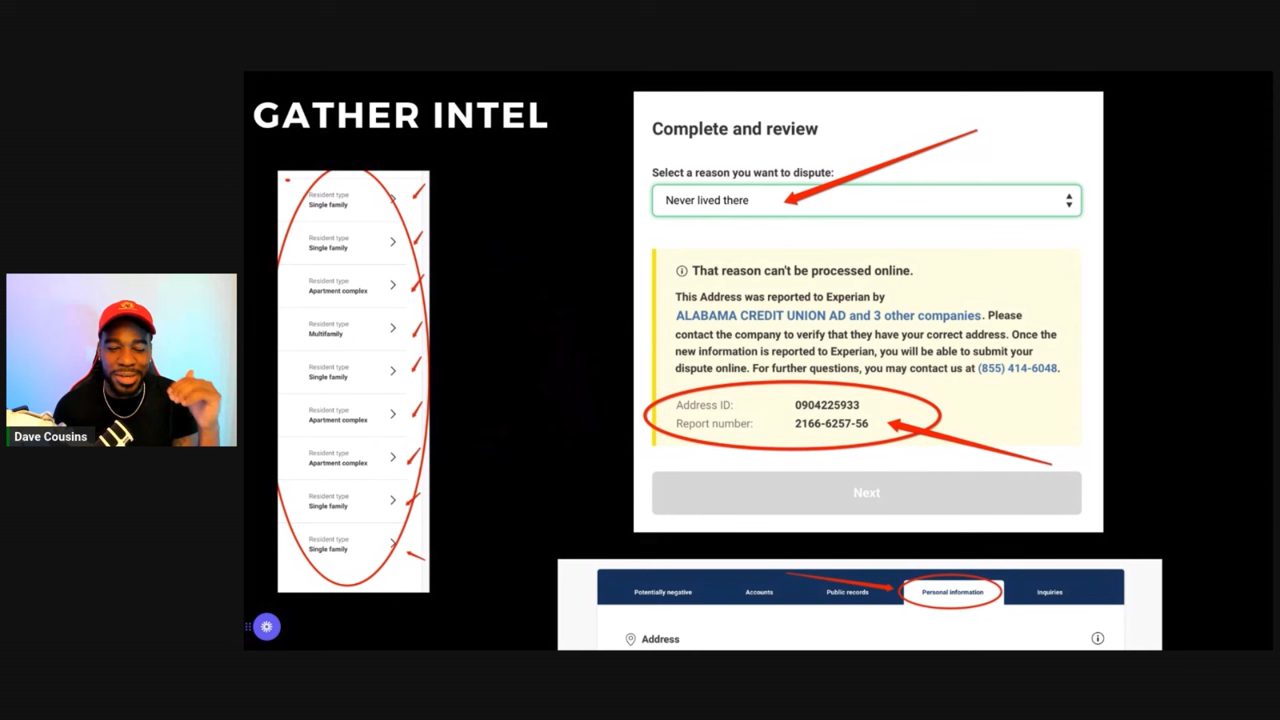 GATHER INTEL
Resident type
Single family
Resident type
Single family
Resident type
Apartment complex
Resident type
Multifamily
Resident type
Single family
Resident type
Apartment complex
Resident type
Apartment complex
Resident type
Single family
Resident type
Single family
Complete and review
Select a reason you want to dispute:
Never lived there
That reason can't be processed online.
This Address was reported to Experian by
ALABAMA CREDIT UNION AD and 3 other companies. Please
contact the company to verify that they have your correct address. Once the
new information is reported to Experian, you will be able to submit your
dispute online. For further questions, you may contact us at (855) 414-6048.
Address ID: 0904225933
Report number: 2166-6257-56
Next
Potentially negative Accounts Public records Personal information Inquiries
Address
Dave Cousins